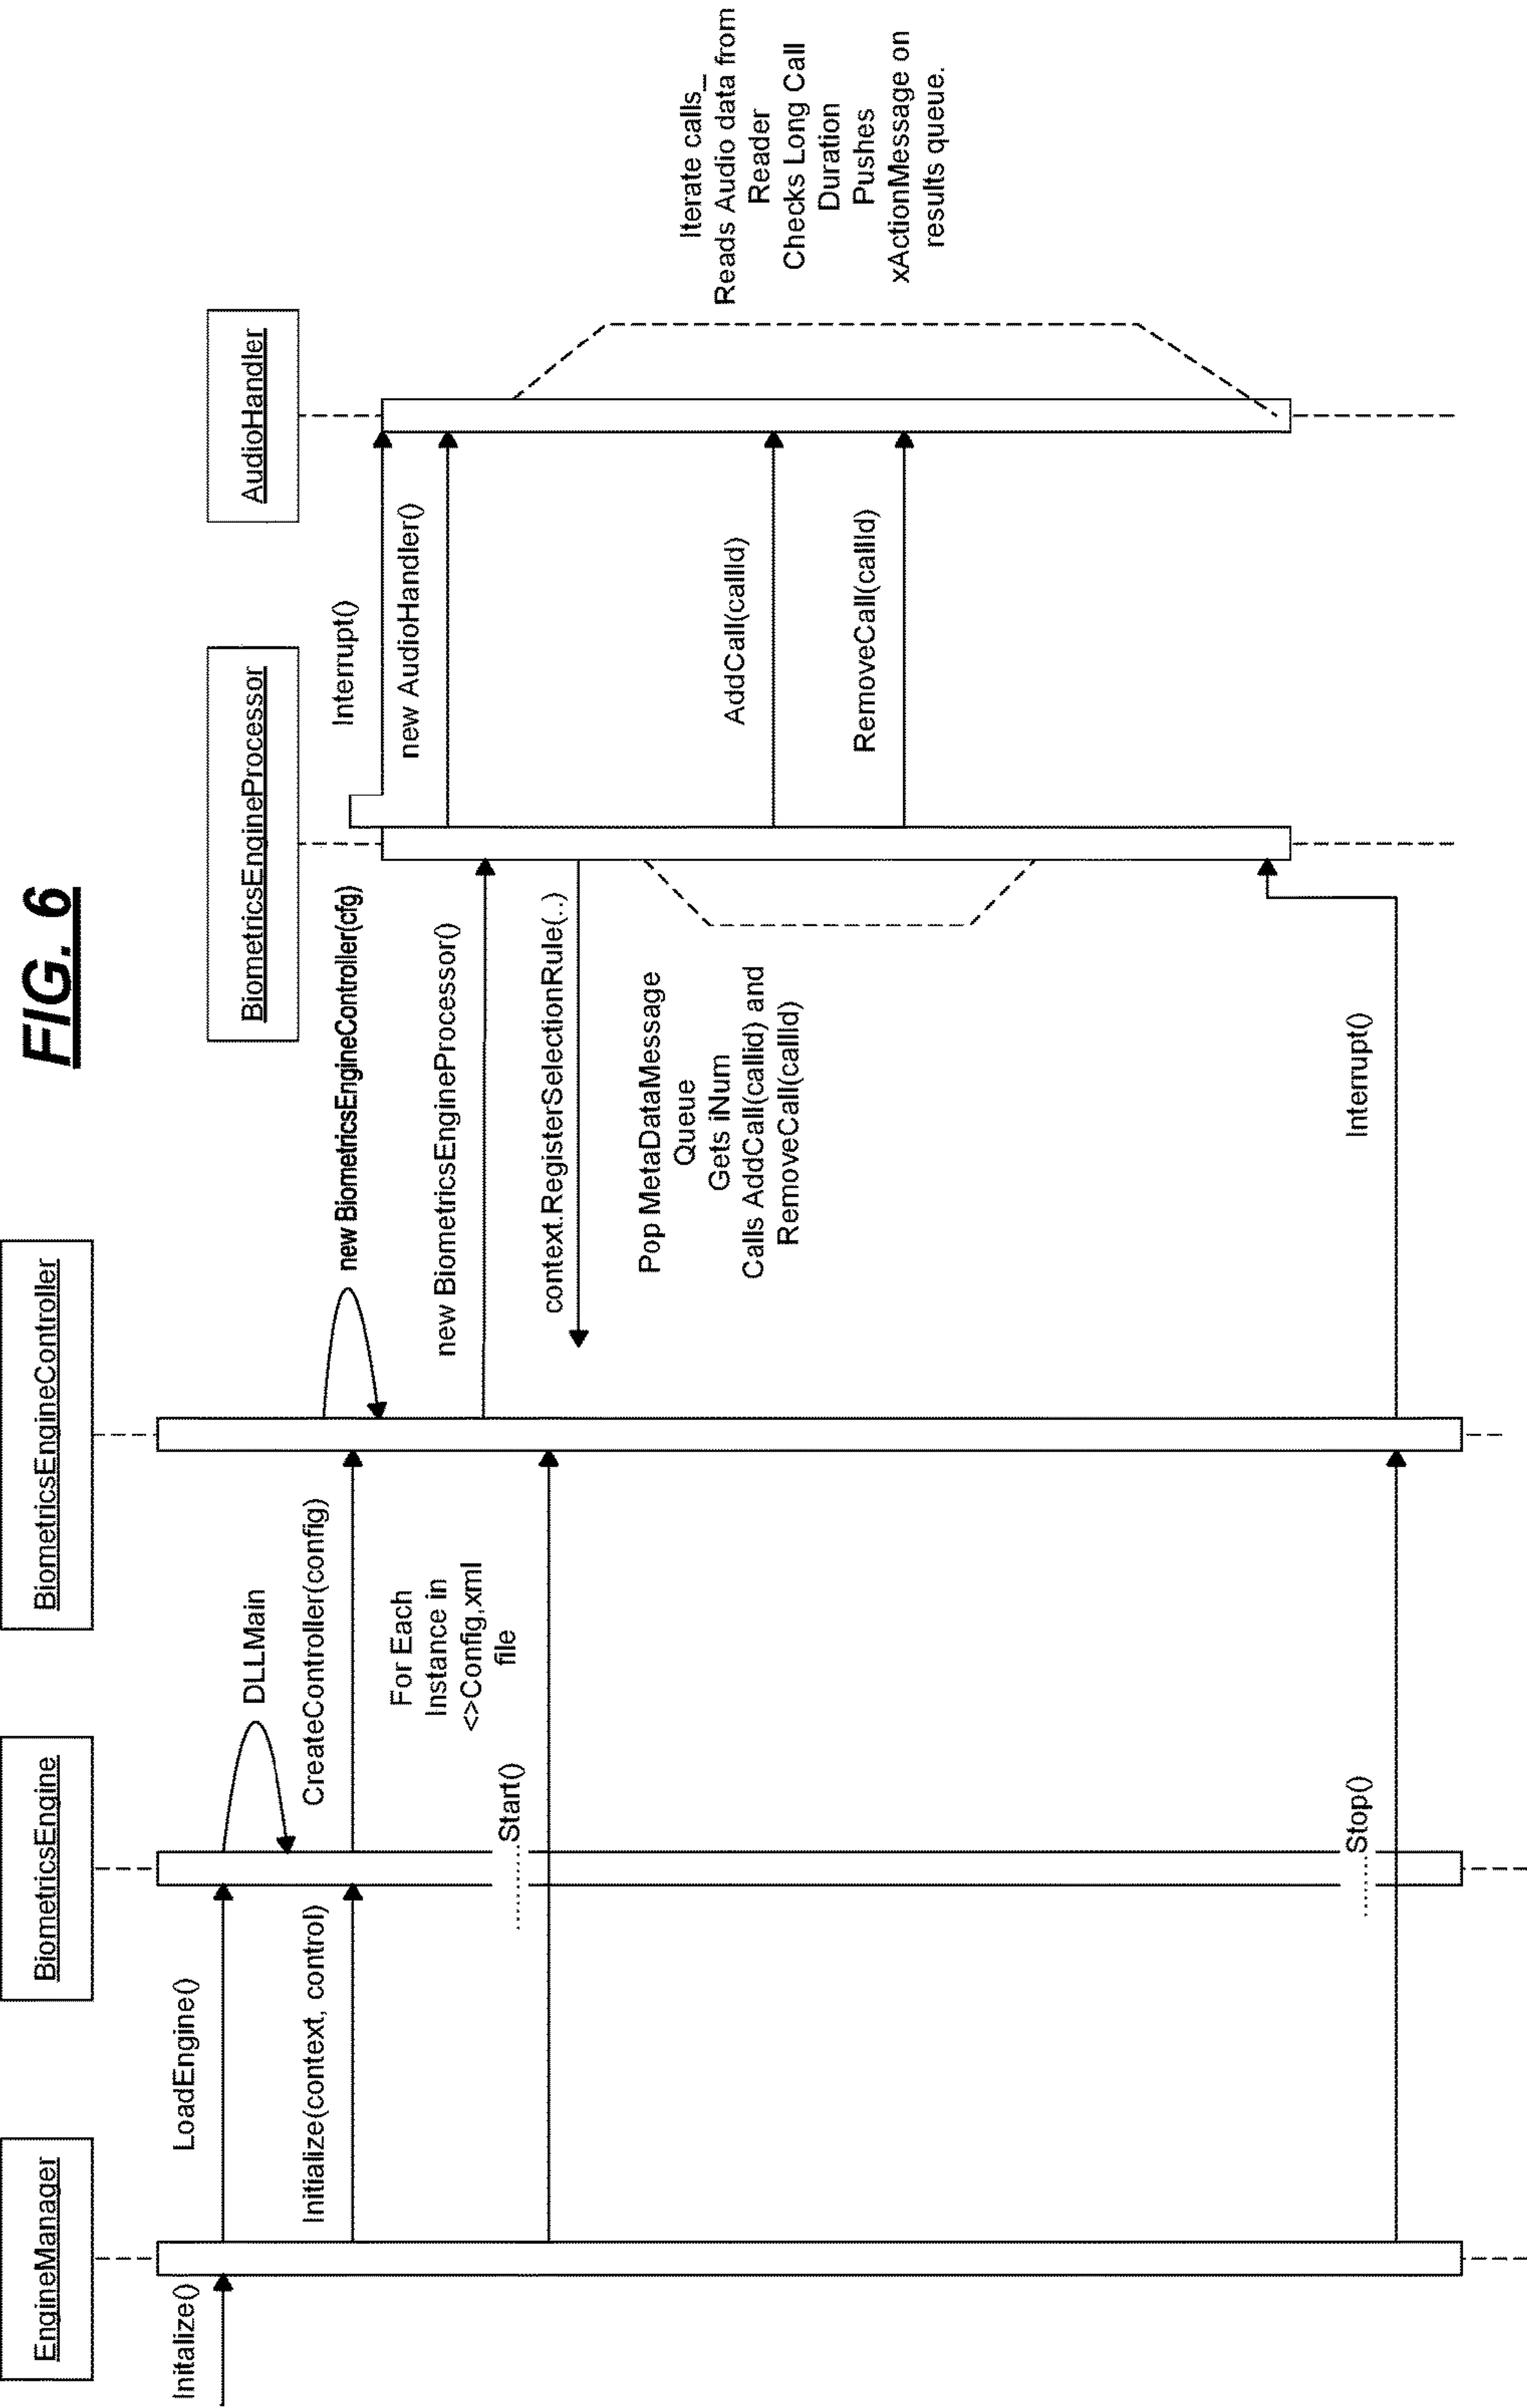 FIG. 6
EngineManager
BiometricsEngine
BiometricsEngineController
BiometricsEngineProcessor
AudioHandler
Initalize()
LoadEngine()
DLLMain
Initialize(context, control)
CreateController(config)
new BiometricsEngineController(cfg)
Interrupt()
new AudioHandler()
For Each
Instance in
<>Config,xml
file
new BiometricsEngineProcessor()
Start()
context.RegisterSelectionRule(..)
Pop MetaDataMessage
Queue
Gets iNum
Calls AddCall(callid) and
RemoveCall(callId)
AddCall(callId)
RemoveCall(callId)
Iterate calls_
Reads Audio data from
Reader
Checks Long Call
Duration
Pushes
xActionMessage on
results queue.
Stop()
Interrupt()